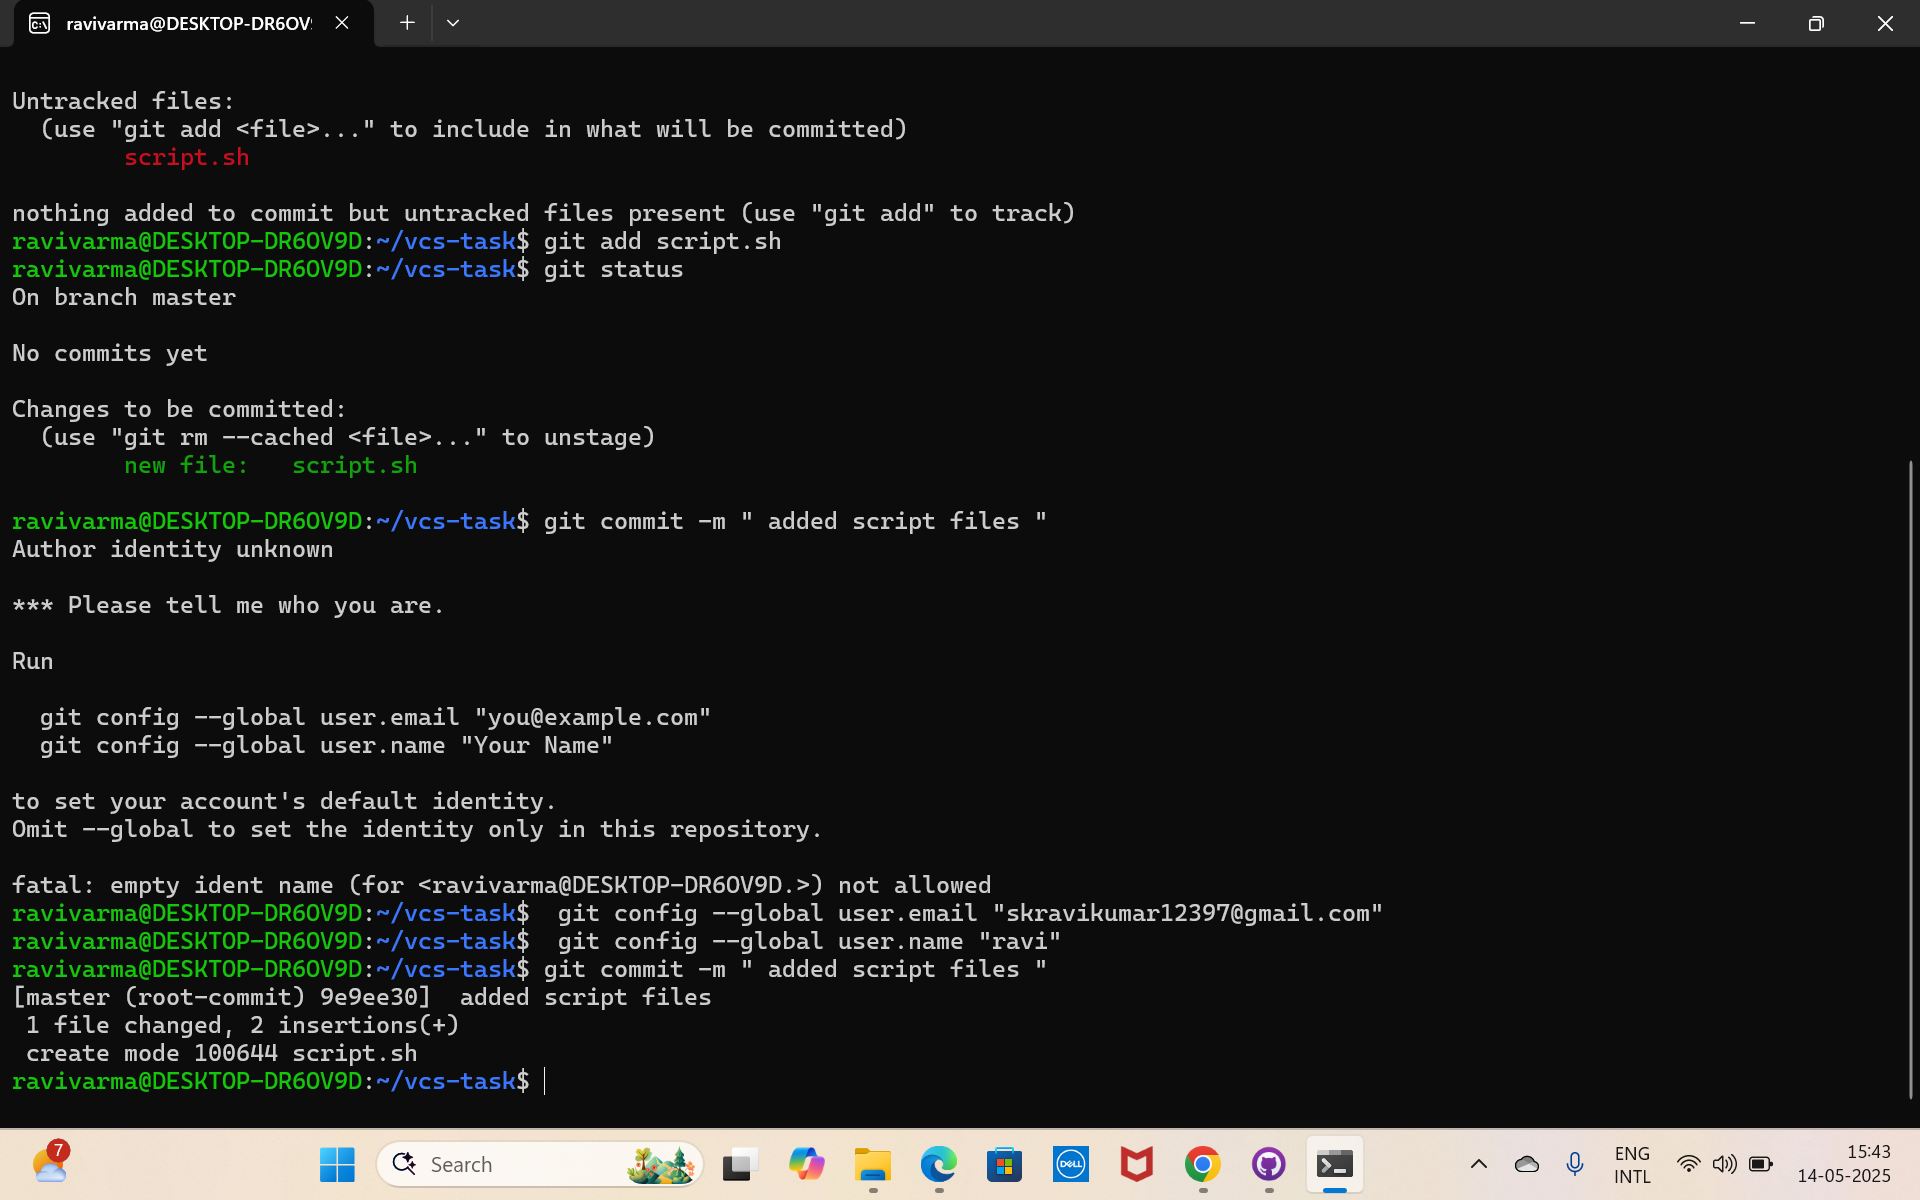 ravivarma@DESKTOP-DR6OV
Untracked files:
  (use "git add <file>..." to include in what will be committed)
        script.sh
nothing added to commit but untracked files present (use "git add" to track)
ravivarma@DESKTOP-DR6OV9D:~/vcs-task$ git add script.sh
ravivarma@DESKTOP-DR6OV9D:~/vcs-task$ git status
On branch master
No commits yet
Changes to be committed:
  (use "git rm --cached <file>..." to unstage)
        new file:   script.sh
ravivarma@DESKTOP-DR6OV9D:~/vcs-task$ git commit -m " added script files "
Author identity unknown
*** Please tell me who you are.
Run
  git config --global user.email "you@example.com"
  git config --global user.name "Your Name"
to set your account's default identity.
Omit --global to set the identity only in this repository.
fatal: empty ident name (for <ravivarma@DESKTOP-DR6OV9D.>) not allowed
ravivarma@DESKTOP-DR6OV9D:~/vcs-task$  git config --global user.email "skravikumar12397@gmail.com"
ravivarma@DESKTOP-DR6OV9D:~/vcs-task$  git config --global user.name "ravi"
ravivarma@DESKTOP-DR6OV9D:~/vcs-task$ git commit -m " added script files "
[master (root-commit) 9e9ee30]  added script files
 1 file changed, 2 insertions(+)
 create mode 100644 script.sh
ravivarma@DESKTOP-DR6OV9D:~/vcs-task$
7
Search
DELL
ENG
INTL
15:43
14-05-2025